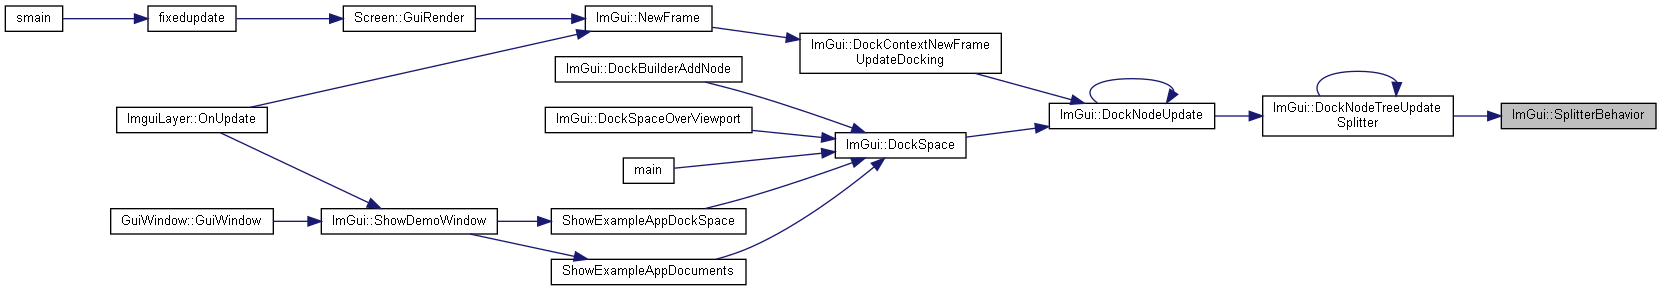 smain
fixedupdate
Screen::GuiRender
ImGui::NewFrame
ImGui::DockContextNewFrame
UpdateDocking
ImGui::DockBuilderAddNode
ImguiLayer::OnUpdate
ImGui::DockSpaceOverViewport
ImGui::DockNodeUpdate
ImGui::DockNodeTreeUpdate
Splitter
ImGui::SplitterBehavior
ImGui::DockSpace
main
GuiWindow::GuiWindow
ImGui::ShowDemoWindow
ShowExampleAppDockSpace
ShowExampleAppDocuments